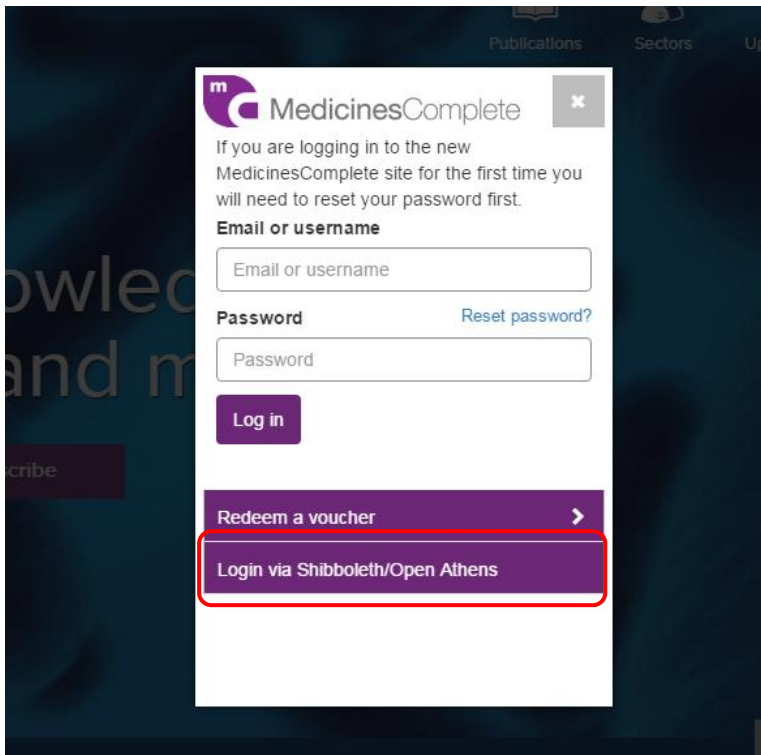 Publications Sectors
m
MedicinesComplete
If you are logging in to the new
MedicinesComplete site for the first time you
will need to reset your password first.
Email or username
Email or username
Password Reset password?
Password
Log in
Redeem a voucher
Login via Shibboleth/Open Athens
and m
cribe